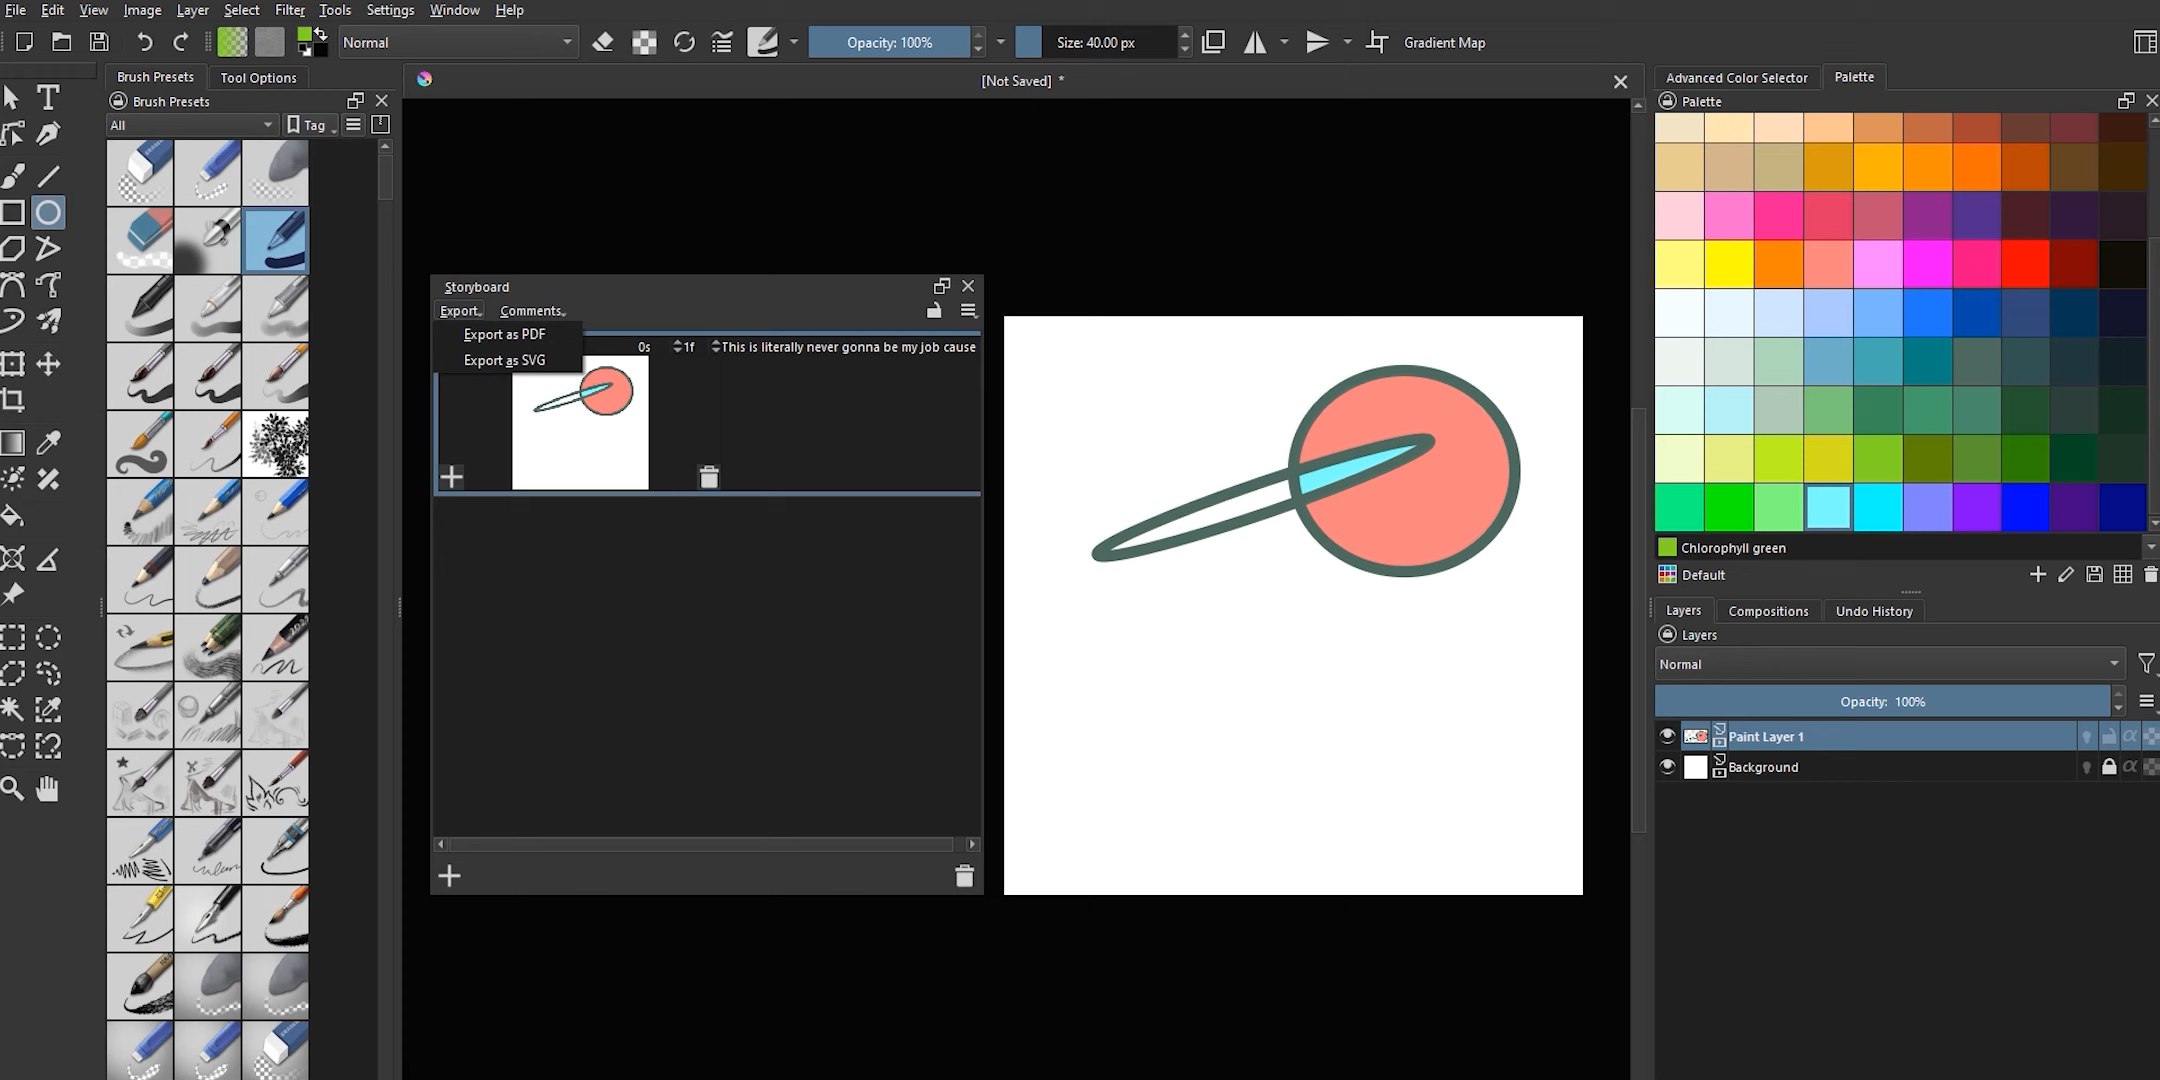 File Edit View Image Layer Select Filter Tools Settings Window Help
Normal Opacity: 100% Size: 40.00 px Gradient Map
Brush Presets Tool Options
Brush Presets
All Tag
[Not Saved] *
Storyboard
Export Comments
Export as PDF
Export as SVG
0s 1f This is literally never gonna be my job cause
Advanced Color Selector Palette
Palette
Chlorophyll green
Default
Layers Compositions Undo History
Layers
Normal
Opacity: 100%
Paint Layer 1
Background